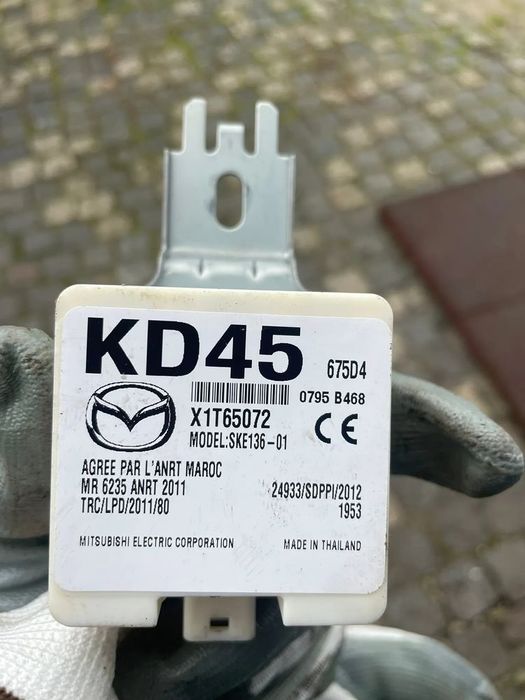 KD45 675D4
0795 B468
X1T65072
MODEL:SKE136-01 CE
AGREE PAR L'ANRT MAROC
MR 6235 ANRT 2011 24933/SDPPI/2012
TRC/LPD/2011/80 1953
MITSUBISHI ELECTRIC CORPORATION MADE IN THAILAND